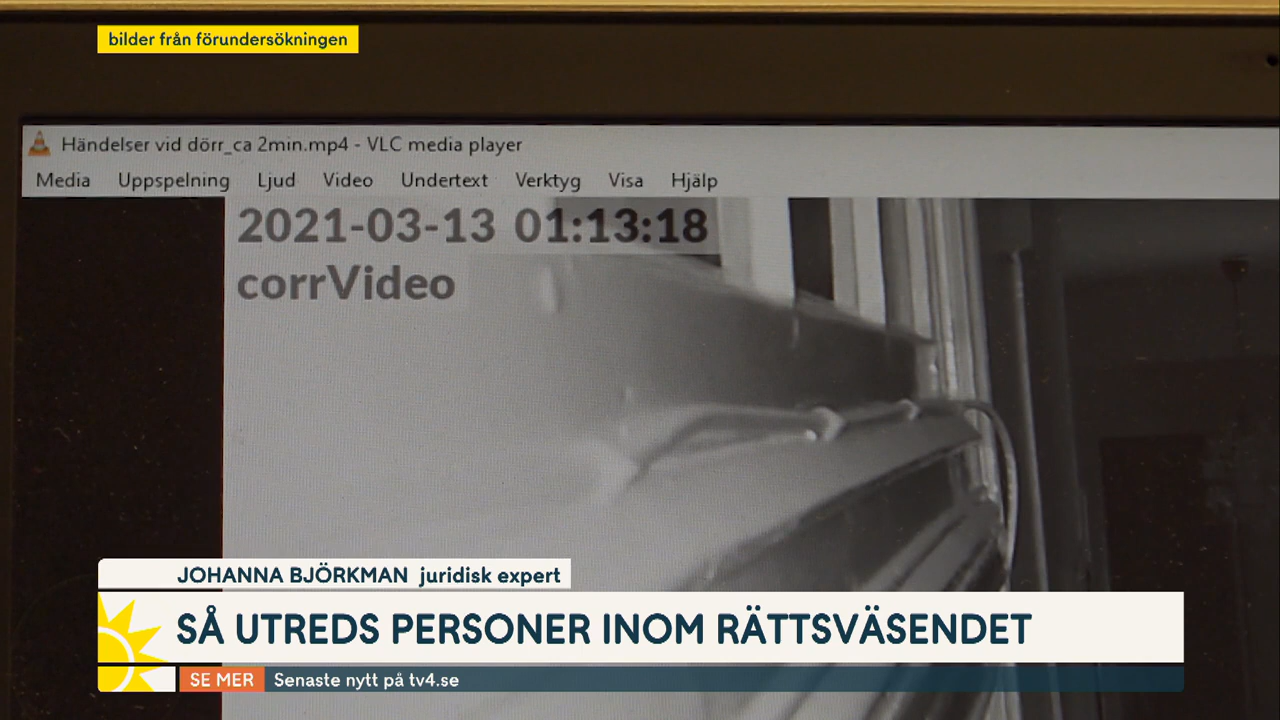 bilder från förundersökningen
Händelser vid dörr_ca 2min.mp4 - VLC media player
Media Uppspelning Ljud Video Undertext Verktyg Visa Hjälp
2021-03-13 01:13:18
corrVideo
JOHANNA BJÖRKMAN juridisk expert
SÅ UTREDS PERSONER INOM RÄTTSVÄSENDET
SE MER Senaste nytt på tv4.se